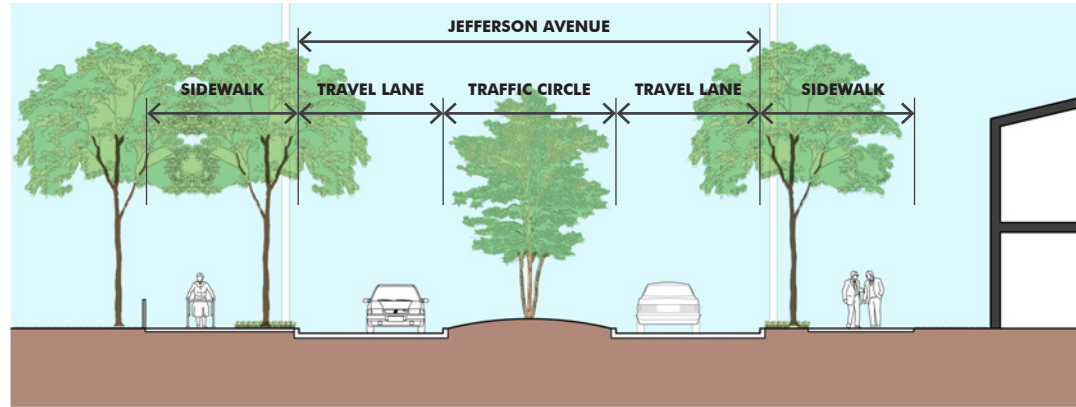 JEFFERSON AVENUE
SIDEWALK
TRAVEL LANE
TRAFFIC CIRCLE
TRAVEL LANE
SIDEWALK